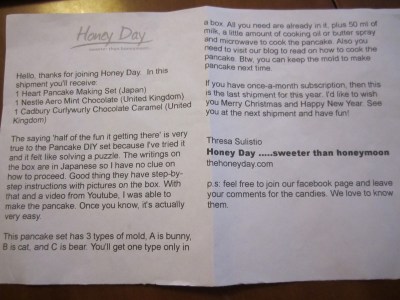 Honey Day
Hello, thanks for joining Honey Day. In this
shipment you'll receive:
1 Heart Pancake Making Set (Japan)
1 Nestle Aero Mint Chocolate (United Kingdom)
1 Cadbury Curlywurly Chocolate Caramel (United
Kingdom)
The saying 'half of the fun it getting there' is very
true to the Pancake DIY set because I've tried it
and it felt like solving a puzzle. The writings on
the box are in Japanese so I have no clue on
how to proceed. Good thing they have step-by-
step instructions with pictures on the box. With
that and a video from Youtube, I was able to
make the pancake. Once you know, it's actually
very easy.
This pancake set has 3 types of mold, A is bunny,
B is cat, and C is bear. You'll get one type only in
a box. All you need are already in it, plus 50 ml of
milk, a little amount of cooking oil or butter spray
and microwave to cook the pancake. Also you
need to visit our blog to read on how to cook the
pancake. Btw, you can keep the mold to make
pancake next time.
If you have once-a-month subscription, then this
is the last shipment for this year. I'd like to wish
you Merry Christmas and Happy New Year. See
you at the next shipment and have fun!
Thresa Sulistio
Honey Day .....sweeter than honeymoon
thehoneyday.com
p.s: feel free to join our facebook page and leave
your comments for the candies. We love to know
them.